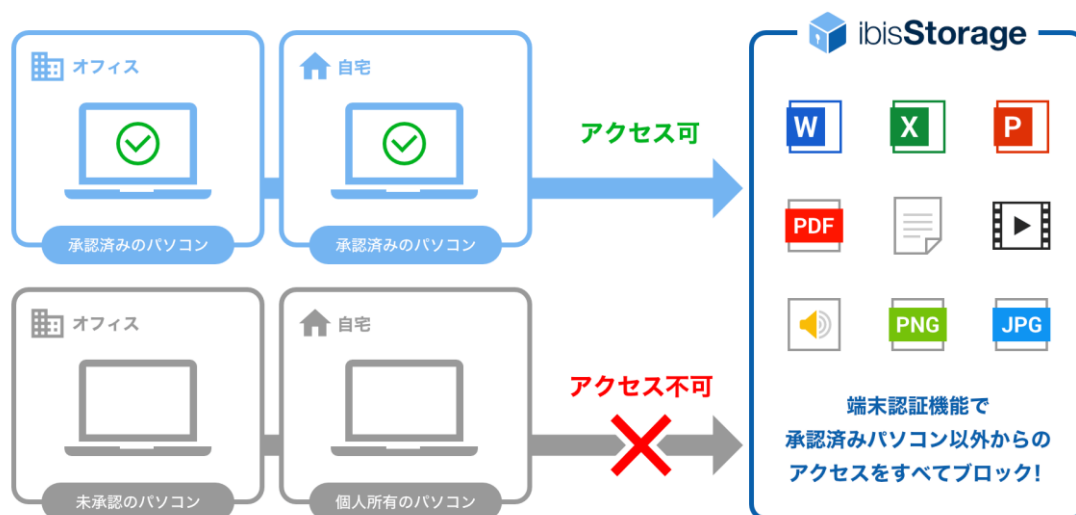 ibisStorage
オフィス
自宅
アクセス可
承認済みのパソコン
承認済みのパソコン
W
X
P
PDF
オフィス
自宅
アクセス不可
未承認のパソコン
個人所有のパソコン
PNG
JPG
端末認証機能で
承認済みパソコン以外からの
アクセスをすべてブロック!